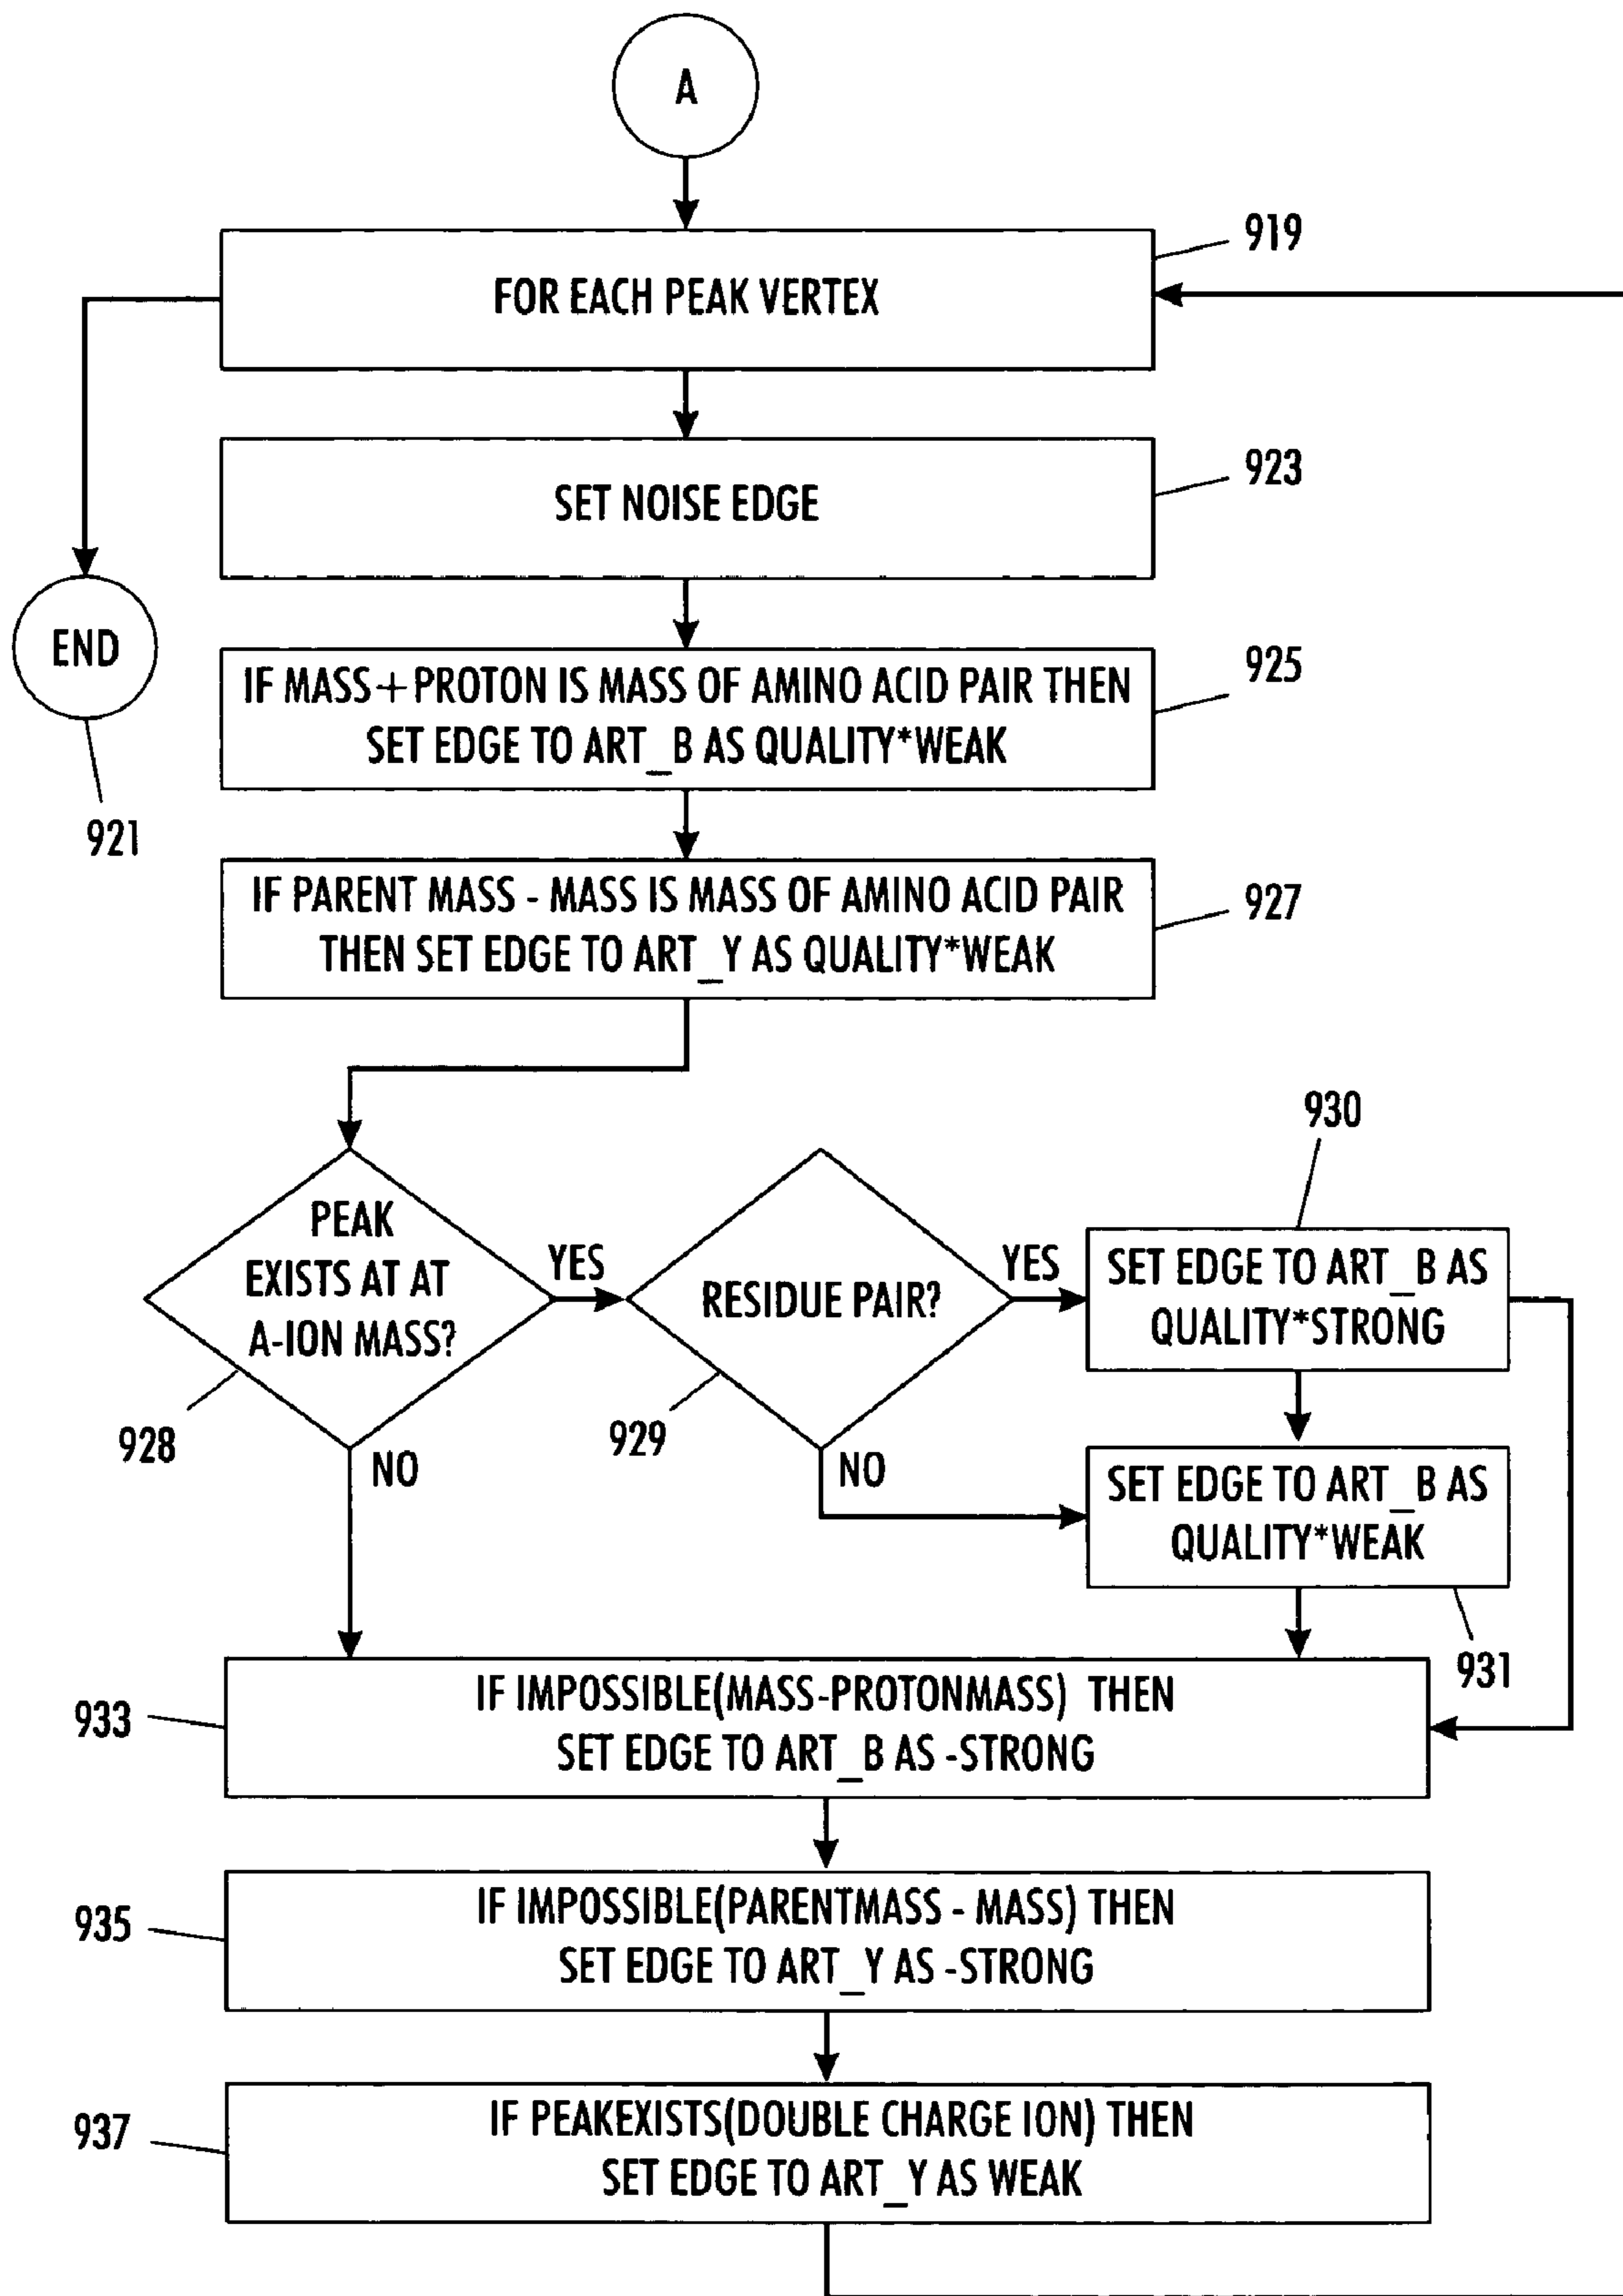 A
919
FOR EACH PEAK VERTEX
923
SET NOISE EDGE
END
921
925
IF MASS+PROTON IS MASS OF AMINO ACID PAIR THEN
SET EDGE TO ART_B AS QUALITY*WEAK
927
IF PARENT MASS - MASS IS MASS OF AMINO ACID PAIR
THEN SET EDGE TO ART_Y AS QUALITY*WEAK
PEAK
EXISTS AT AT
A-ION MASS?
928
YES
NO
RESIDUE PAIR?
929
YES
NO
930
SET EDGE TO ART_B AS
QUALITY*STRONG
SET EDGE TO ART_B AS
QUALITY*WEAK
931
933
IF IMPOSSIBLE(MASS-PROTONMASS) THEN
SET EDGE TO ART_B AS -STRONG
935
IF IMPOSSIBLE(PARENTMASS - MASS) THEN
SET EDGE TO ART_Y AS -STRONG
937
IF PEAKEXISTS(DOUBLE CHARGE ION) THEN
SET EDGE TO ART_Y AS WEAK